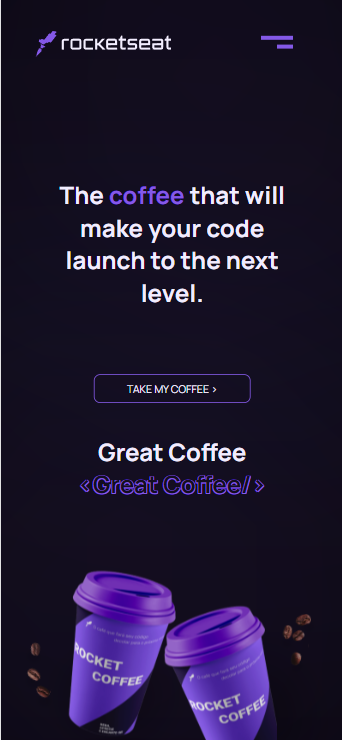 rocketseat
The coffee that will
make your code
launch to the next
level.
TAKE MY COFFEE >
Great Coffee
<Great Coffee/>
ROCKET
COFFEE
ROCKET
COFFEE